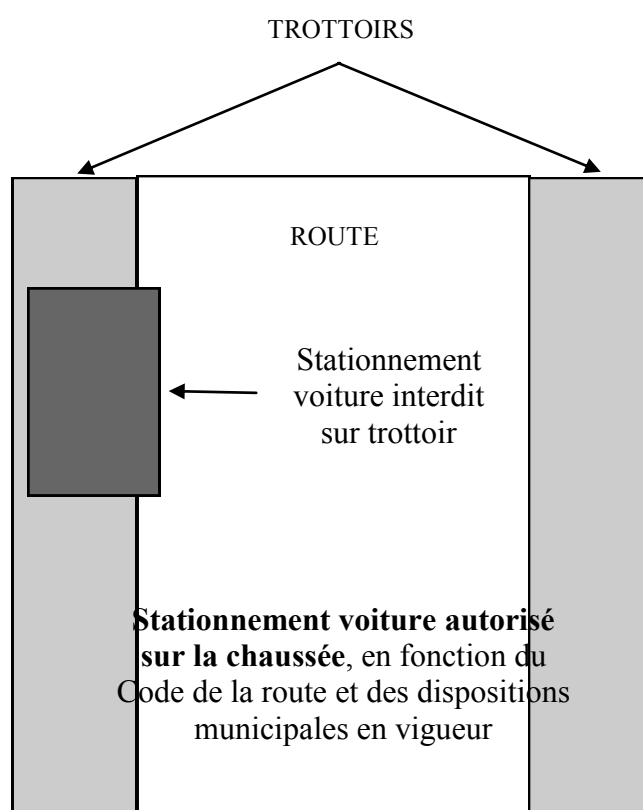 TROTTOIRS
ROUTE
Stationnement
voiture interdit
sur trottoir
Stationnement voiture autorisé
sur la chaussée, en fonction du
Code de la route et des dispositions
municipales en vigueur